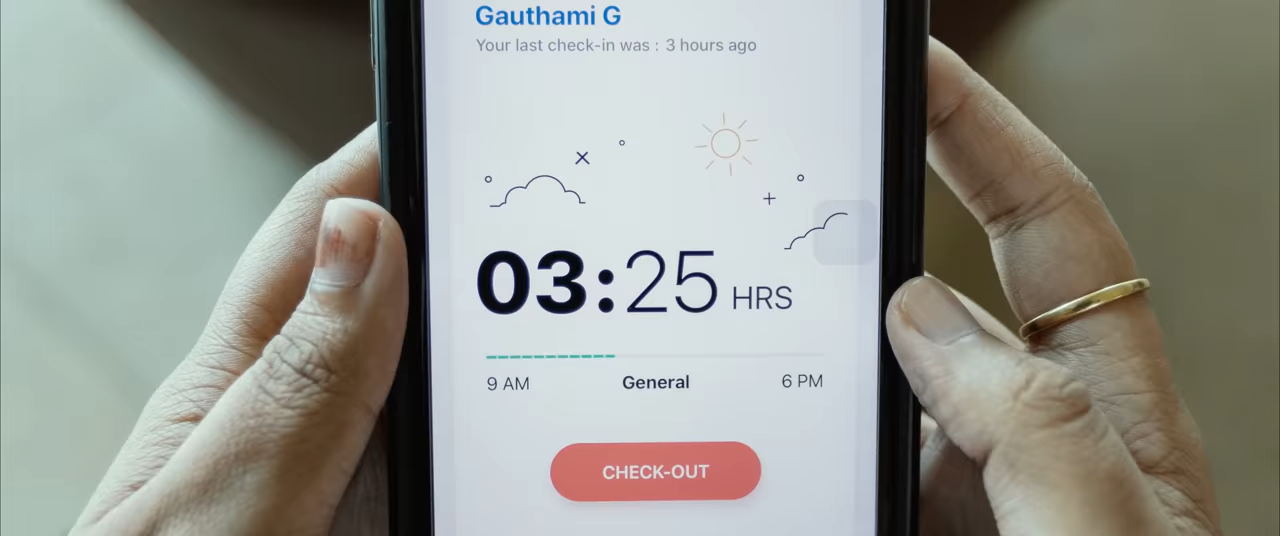 Gauthami G
Your last check-in was : 3 hours ago
03:25 HRS
9 AM General 6 PM
CHECK-OUT